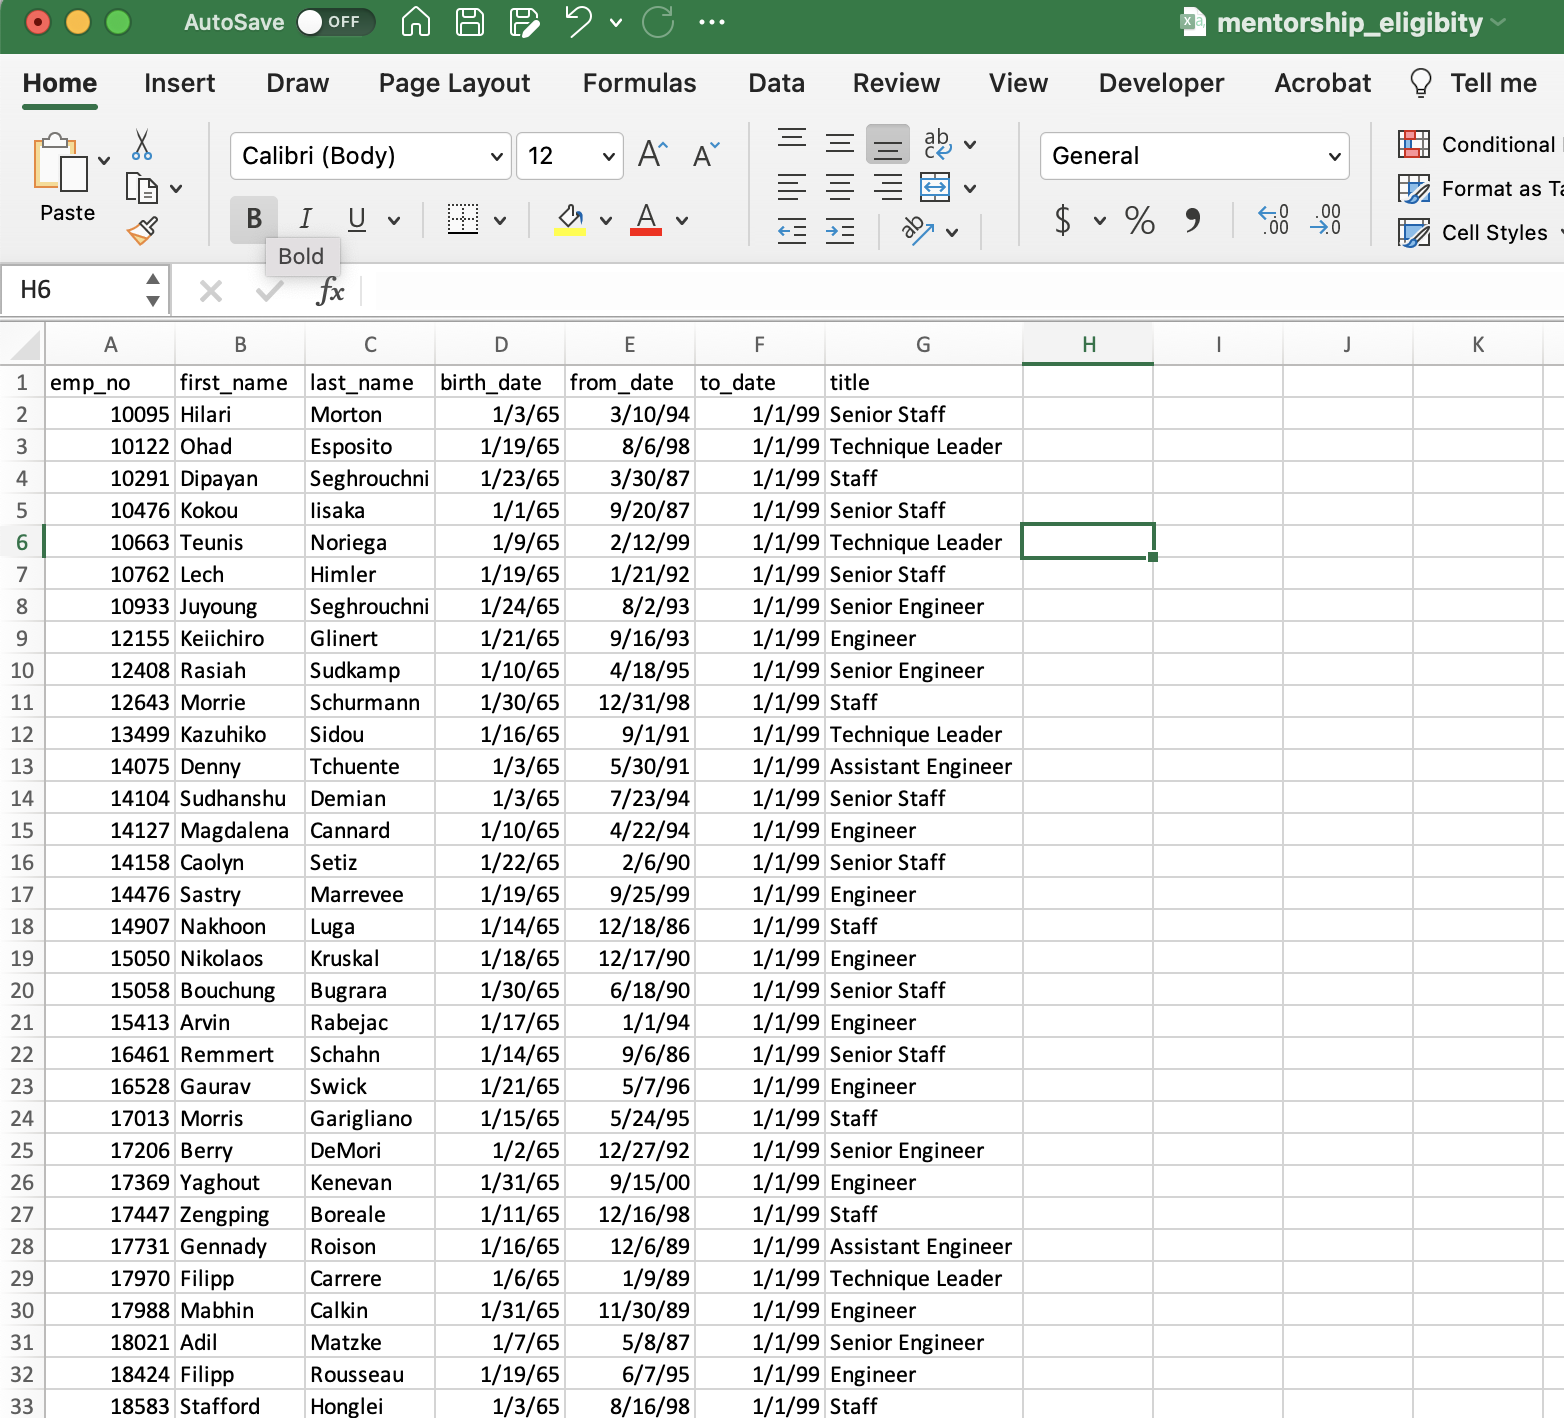 AutoSave OFF mentorship_eligibity
Home Insert Draw Page Layout Formulas Data Review View Developer Acrobat Tell me
Paste Calibri (Body) 12 General Conditional
Format as Ta
Cell Styles
B I U A $ % 
Bold
H6 fx
A B C D E F G H I J K
1 emp_no first_name last_name birth_date from_date to_date title
2 10095 Hilari Morton 1/3/65 3/10/94 1/1/99 Senior Staff
3 10122 Ohad Esposito 1/19/65 8/6/98 1/1/99 Technique Leader
4 10291 Dipayan Seghrouchni 1/23/65 3/30/87 1/1/99 Staff
5 10476 Kokou Iisaka 1/1/65 9/20/87 1/1/99 Senior Staff
6 10663 Teunis Noriega 1/9/65 2/12/99 1/1/99 Technique Leader
7 10762 Lech Himler 1/19/65 1/21/92 1/1/99 Senior Staff
8 10933 Juyoung Seghrouchni 1/24/65 8/2/93 1/1/99 Senior Engineer
9 12155 Keiichiro Glinert 1/21/65 9/16/93 1/1/99 Engineer
10 12408 Rasiah Sudkamp 1/10/65 4/18/95 1/1/99 Senior Engineer
11 12643 Morrie Schurmann 1/30/65 12/31/98 1/1/99 Staff
12 13499 Kazuhiko Sidou 1/16/65 9/1/91 1/1/99 Technique Leader
13 14075 Denny Tchuente 1/3/65 5/30/91 1/1/99 Assistant Engineer
14 14104 Sudhanshu Demian 1/3/65 7/23/94 1/1/99 Senior Staff
15 14127 Magdalena Cannard 1/10/65 4/22/94 1/1/99 Engineer
16 14158 Caolyn Setiz 1/22/65 2/6/90 1/1/99 Senior Staff
17 14476 Sastry Marrevee 1/19/65 9/25/99 1/1/99 Engineer
18 14907 Nakhoon Luga 1/14/65 12/18/86 1/1/99 Staff
19 15050 Nikolaos Kruskal 1/18/65 12/17/90 1/1/99 Engineer
20 15058 Bouchung Bugrara 1/30/65 6/18/90 1/1/99 Senior Staff
21 15413 Arvin Rabejac 1/17/65 1/1/94 1/1/99 Engineer
22 16461 Remmert Schahn 1/14/65 9/6/86 1/1/99 Senior Staff
23 16528 Gaurav Swick 1/21/65 5/7/96 1/1/99 Engineer
24 17013 Morris Garigliano 1/15/65 5/24/95 1/1/99 Staff
25 17206 Berry DeMori 1/2/65 12/27/92 1/1/99 Senior Engineer
26 17369 Yaghout Kenevan 1/31/65 9/15/00 1/1/99 Engineer
27 17447 Zengping Boreale 1/11/65 12/16/98 1/1/99 Staff
28 17731 Gennady Roison 1/16/65 12/6/89 1/1/99 Assistant Engineer
29 17970 Filipp Carrere 1/6/65 1/9/89 1/1/99 Technique Leader
30 17988 Mabhin Calkin 1/31/65 11/30/89 1/1/99 Engineer
31 18021 Adil Matzke 1/7/65 5/8/87 1/1/99 Senior Engineer
32 18424 Filipp Rousseau 1/19/65 6/7/95 1/1/99 Engineer
33 18583 Stafford Honglei 1/3/65 8/16/98 1/1/99 Staff